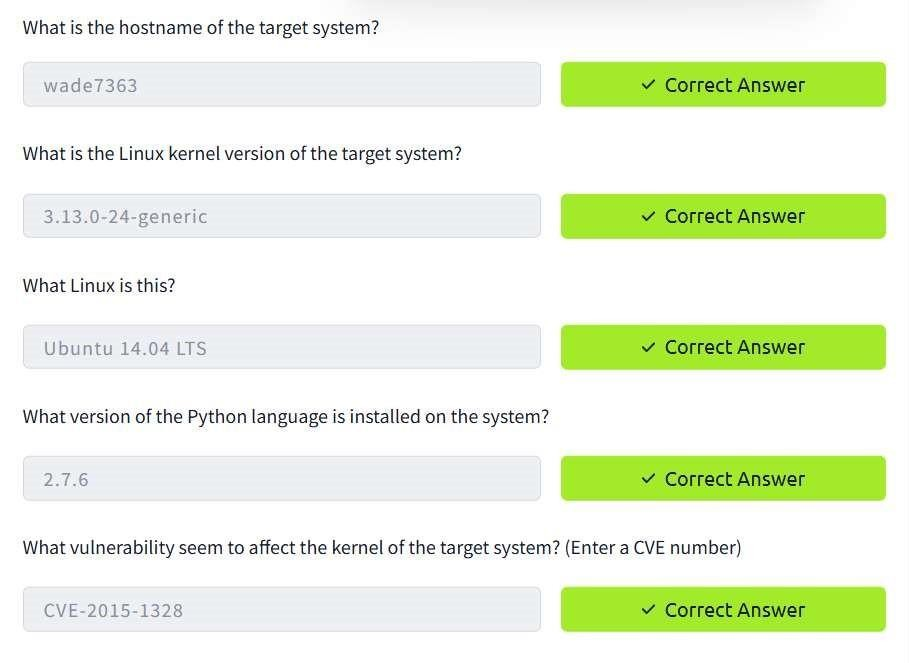 What is the hostname of the target system?
wade7363
✓ Correct Answer
What is the Linux kernel version of the target system?
3.13.0-24-generic
✓ Correct Answer
What Linux is this?
Ubuntu 14.04 LTS
✓ Correct Answer
What version of the Python language is installed on the system?
2.7.6
✓ Correct Answer
What vulnerability seem to affect the kernel of the target system? (Enter a CVE number)
CVE-2015-1328
✓ Correct Answer